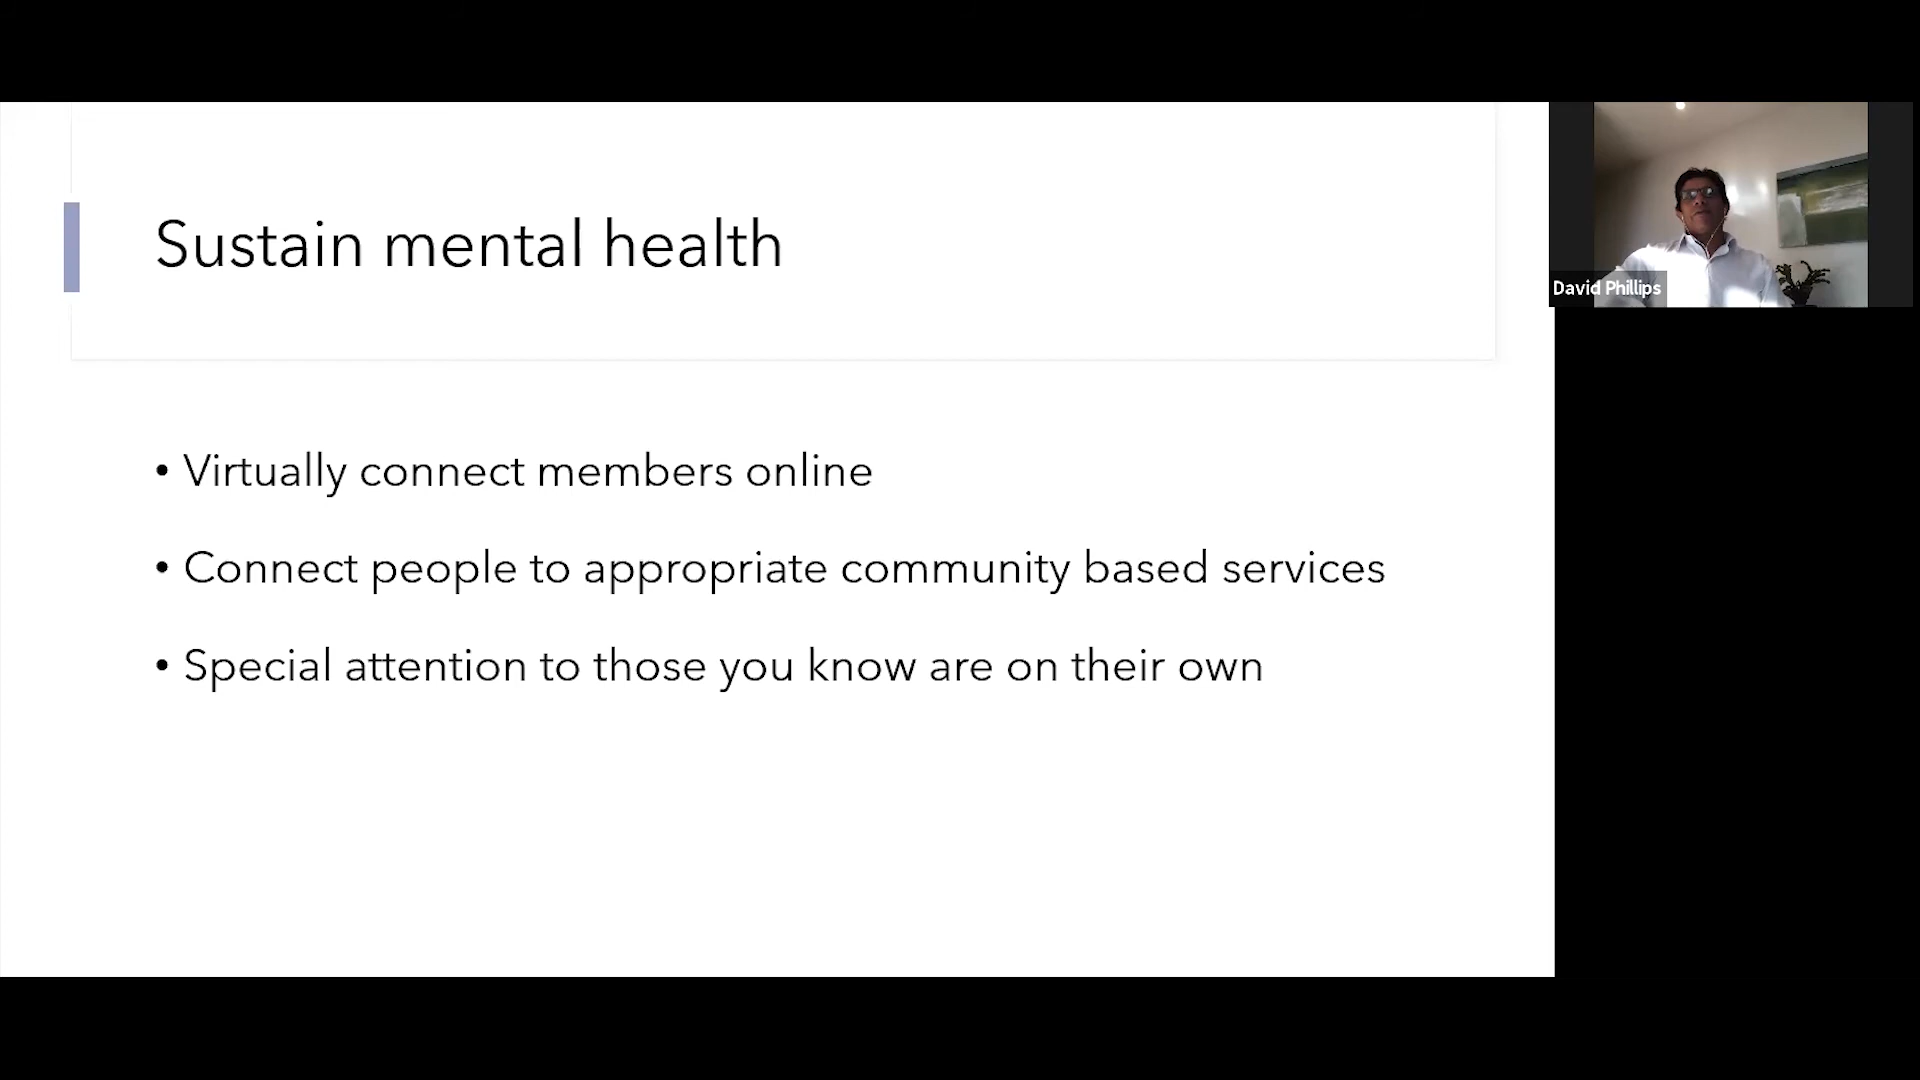 Sustain mental health
• Virtually connect members online
• Connect people to appropriate community based services
• Special attention to those you know are on their own
David Phillips